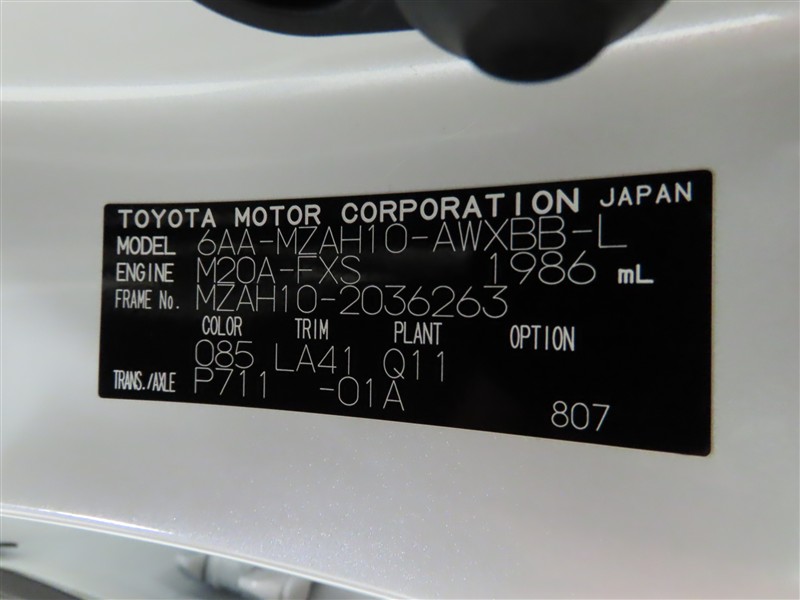 TOYOTA MOTOR CORPORATION JAPAN
MODEL 6AA-MZAH10-AWXBB-L
ENGINE M20A-FXS 1986 mL
FRAME No. MZAH10-2036263
COLOR TRIM PLANT OPTION
085 LA41 Q11
TRANS./AXLE P711 -01A
807